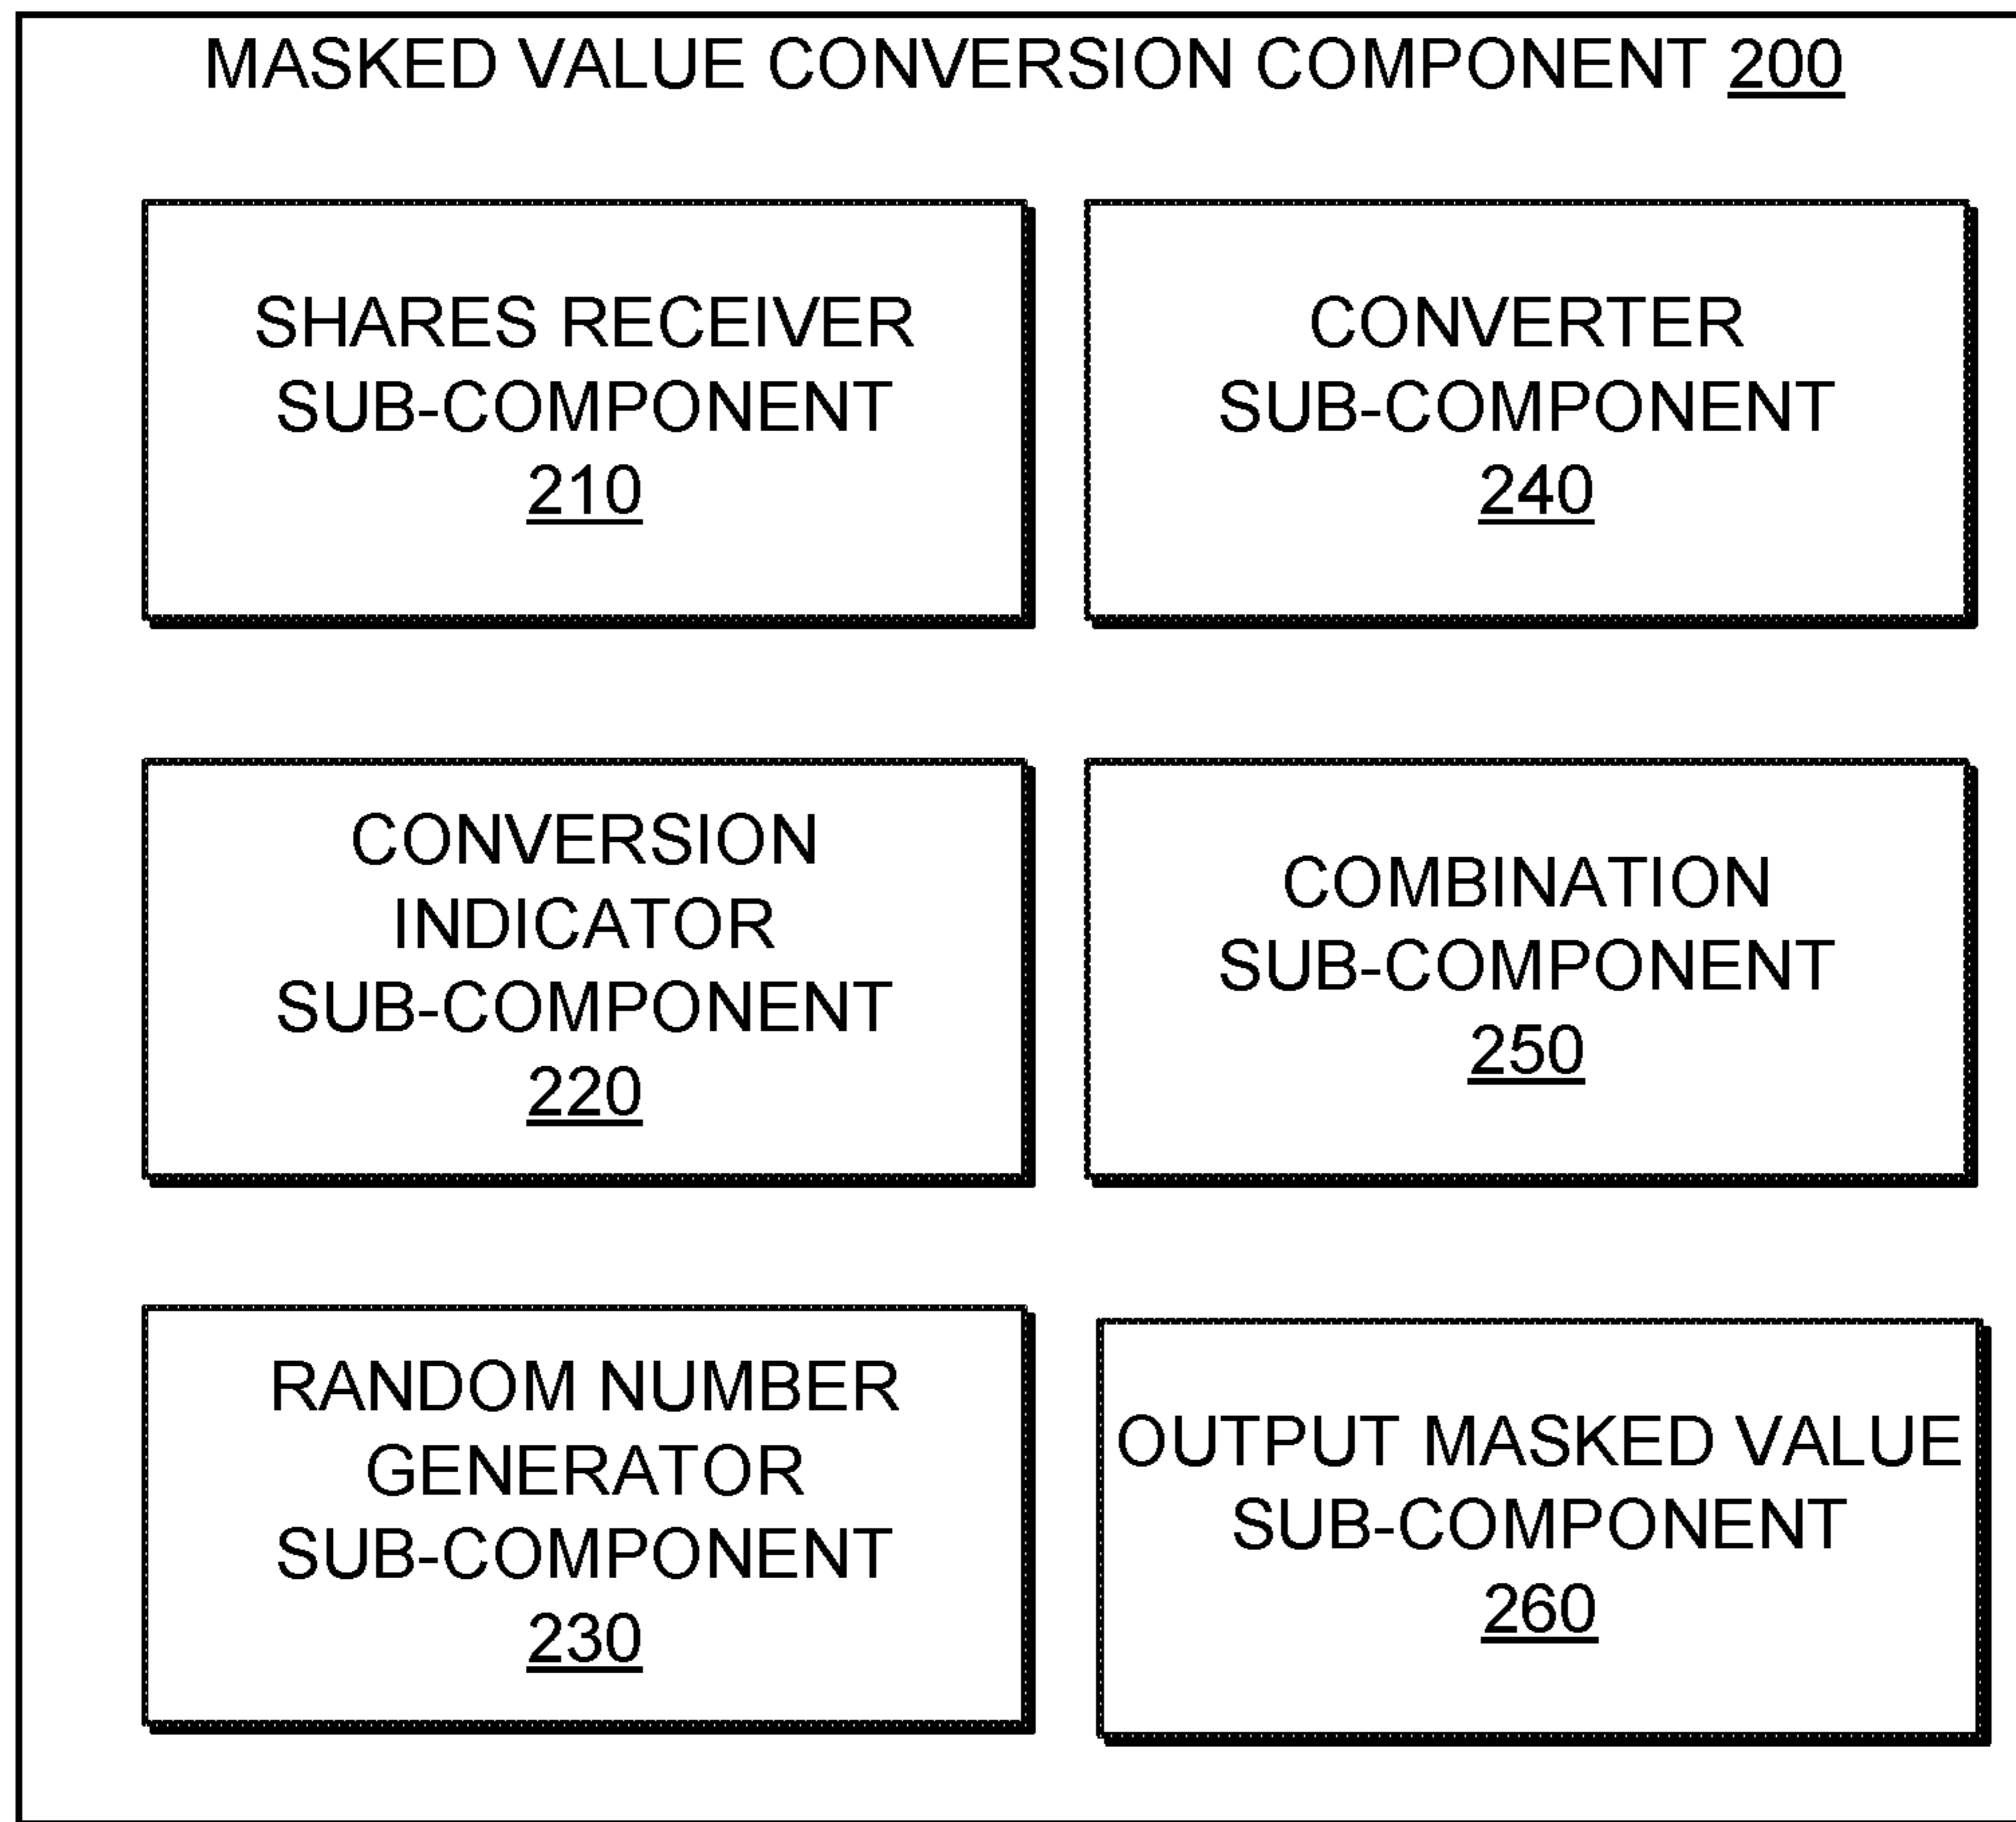 MASKED VALUE CONVERSION COMPONENT 200
SHARES RECEIVER
SUB-COMPONENT
210
CONVERTER
SUB-COMPONENT
240
CONVERSION
INDICATOR
SUB-COMPONENT
220
COMBINATION
SUB-COMPONENT
250
RANDOM NUMBER
GENERATOR
SUB-COMPONENT
230
OUTPUT MASKED VALUE
SUB-COMPONENT
260